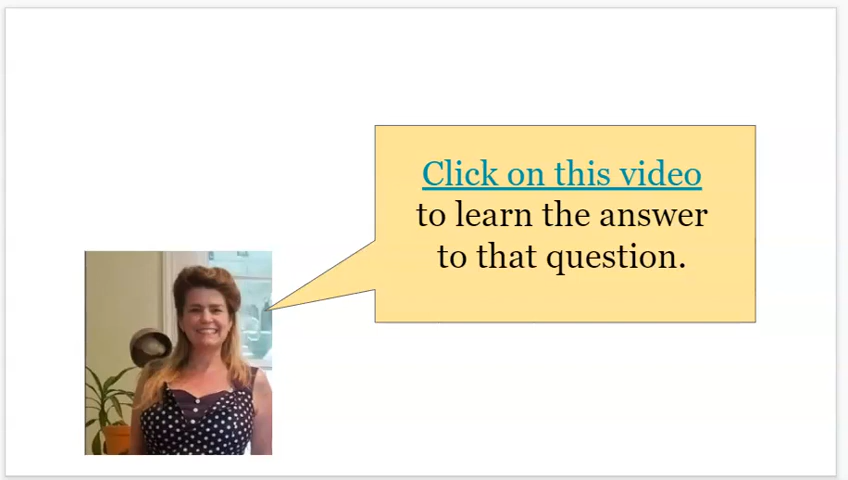 Click on this video
to learn the answer
to that question.